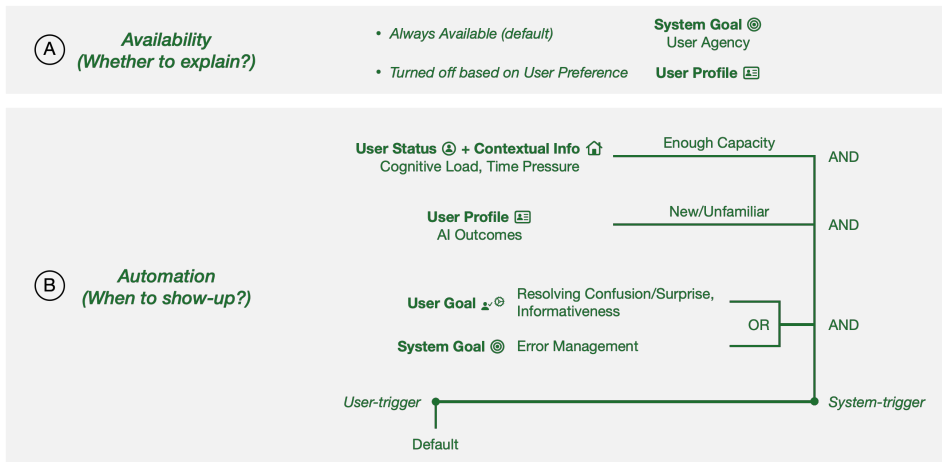 A
Availability
(Whether to explain?)
• Always Available (default)
System Goal
User Agency
• Turned off based on User Preference
User Profile
B
Automation
(When to show-up?)
User Status + Contextual Info
Cognitive Load, Time Pressure
Enough Capacity
AND
User Profile
AI Outcomes
New/Unfamiliar
AND
User Goal
Resolving Confusion/Surprise,
Informativeness
OR
AND
System Goal
Error Management
User-trigger
System-trigger
Default